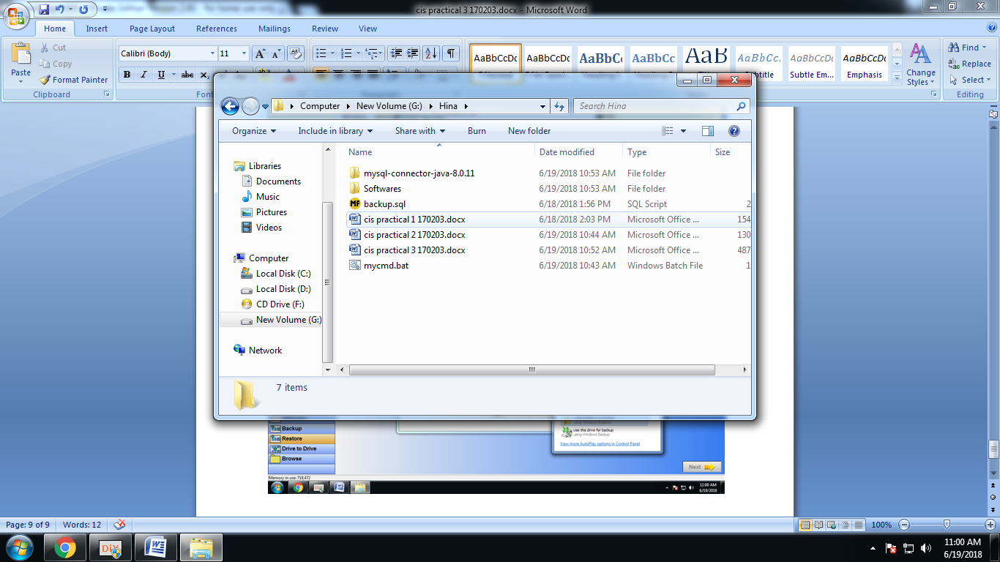 cis practical 3 170203.docx - Microsoft Word
Home Insert Page Layout References Mailings Review View
Paste
Cut
Copy
Format Painter
Clipboard
Calibri (Body) 11
B I U abc
Font
AaBbCcDc AaBbCcDc AaBbC AaBbCc AaB AaBbCc. AaBbCcDc AaBbCcDc
Subtle Em... Emphasis
Change
Styles
Find
Replace
Select
Editing
Computer New Volume (G:) Hina
Search Hina
Organize Include in library Share with Burn New folder
Libraries
Documents
Music
Pictures
Videos
Computer
Local Disk (C:)
Local Disk (D:)
CD Drive (F:)
New Volume (G:)
Network
Name Date modified Type Size
mysql-connector-java-8.0.11 6/19/2018 10:53 AM File folder
Softwares 6/19/2018 10:53 AM File folder
backup.sql 6/18/2018 1:56 PM SQL Script 2
cis practical 1 170203.docx 6/18/2018 2:03 PM Microsoft Office ... 154
cis practical 2 170203.docx 6/19/2018 10:44 AM Microsoft Office ... 130
cis practical 3 170203.docx 6/19/2018 10:52 AM Microsoft Office ... 487
mycmd.bat 6/19/2018 10:43 AM Windows Batch File 1
7 items
Backup
Restore
Drive to Drive
Browse
Use this drive for backup
using Windows Backup
View more AutoPlay options in Control Panel
Next
Memory in use: 719,472
11:00 AM
6/19/2018
Page: 9 of 9 Words: 12 100%
11:00 AM
6/19/2018